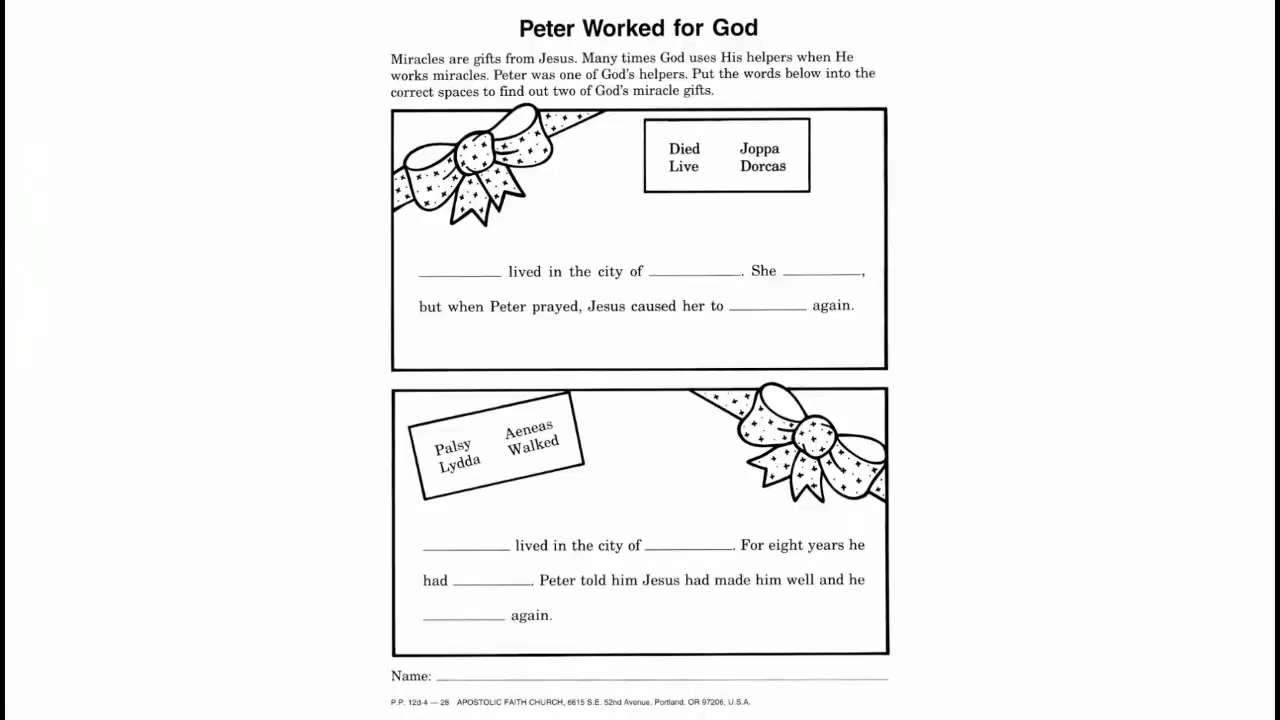 Peter Worked for God
Miracles are gifts from Jesus. Many times God uses His helpers when He
works miracles. Peter was one of God's helpers. Put the words below into the
correct spaces to find out two of God's miracle gifts.
Died Joppa
Live Dorcas
__________ lived in the city of __________. She __________,
but when Peter prayed, Jesus caused her to __________ again.
Palsy Aeneas
Lydda Walked
__________ lived in the city of __________. For eight years he
had __________. Peter told him Jesus had made him well and he
__________ again.
Name: __________
P.P. 12d-4 — 28 APOSTOLIC FAITH CHURCH, 6615 S.E. 52nd Avenue, Portland, OR 97206, U.S.A.